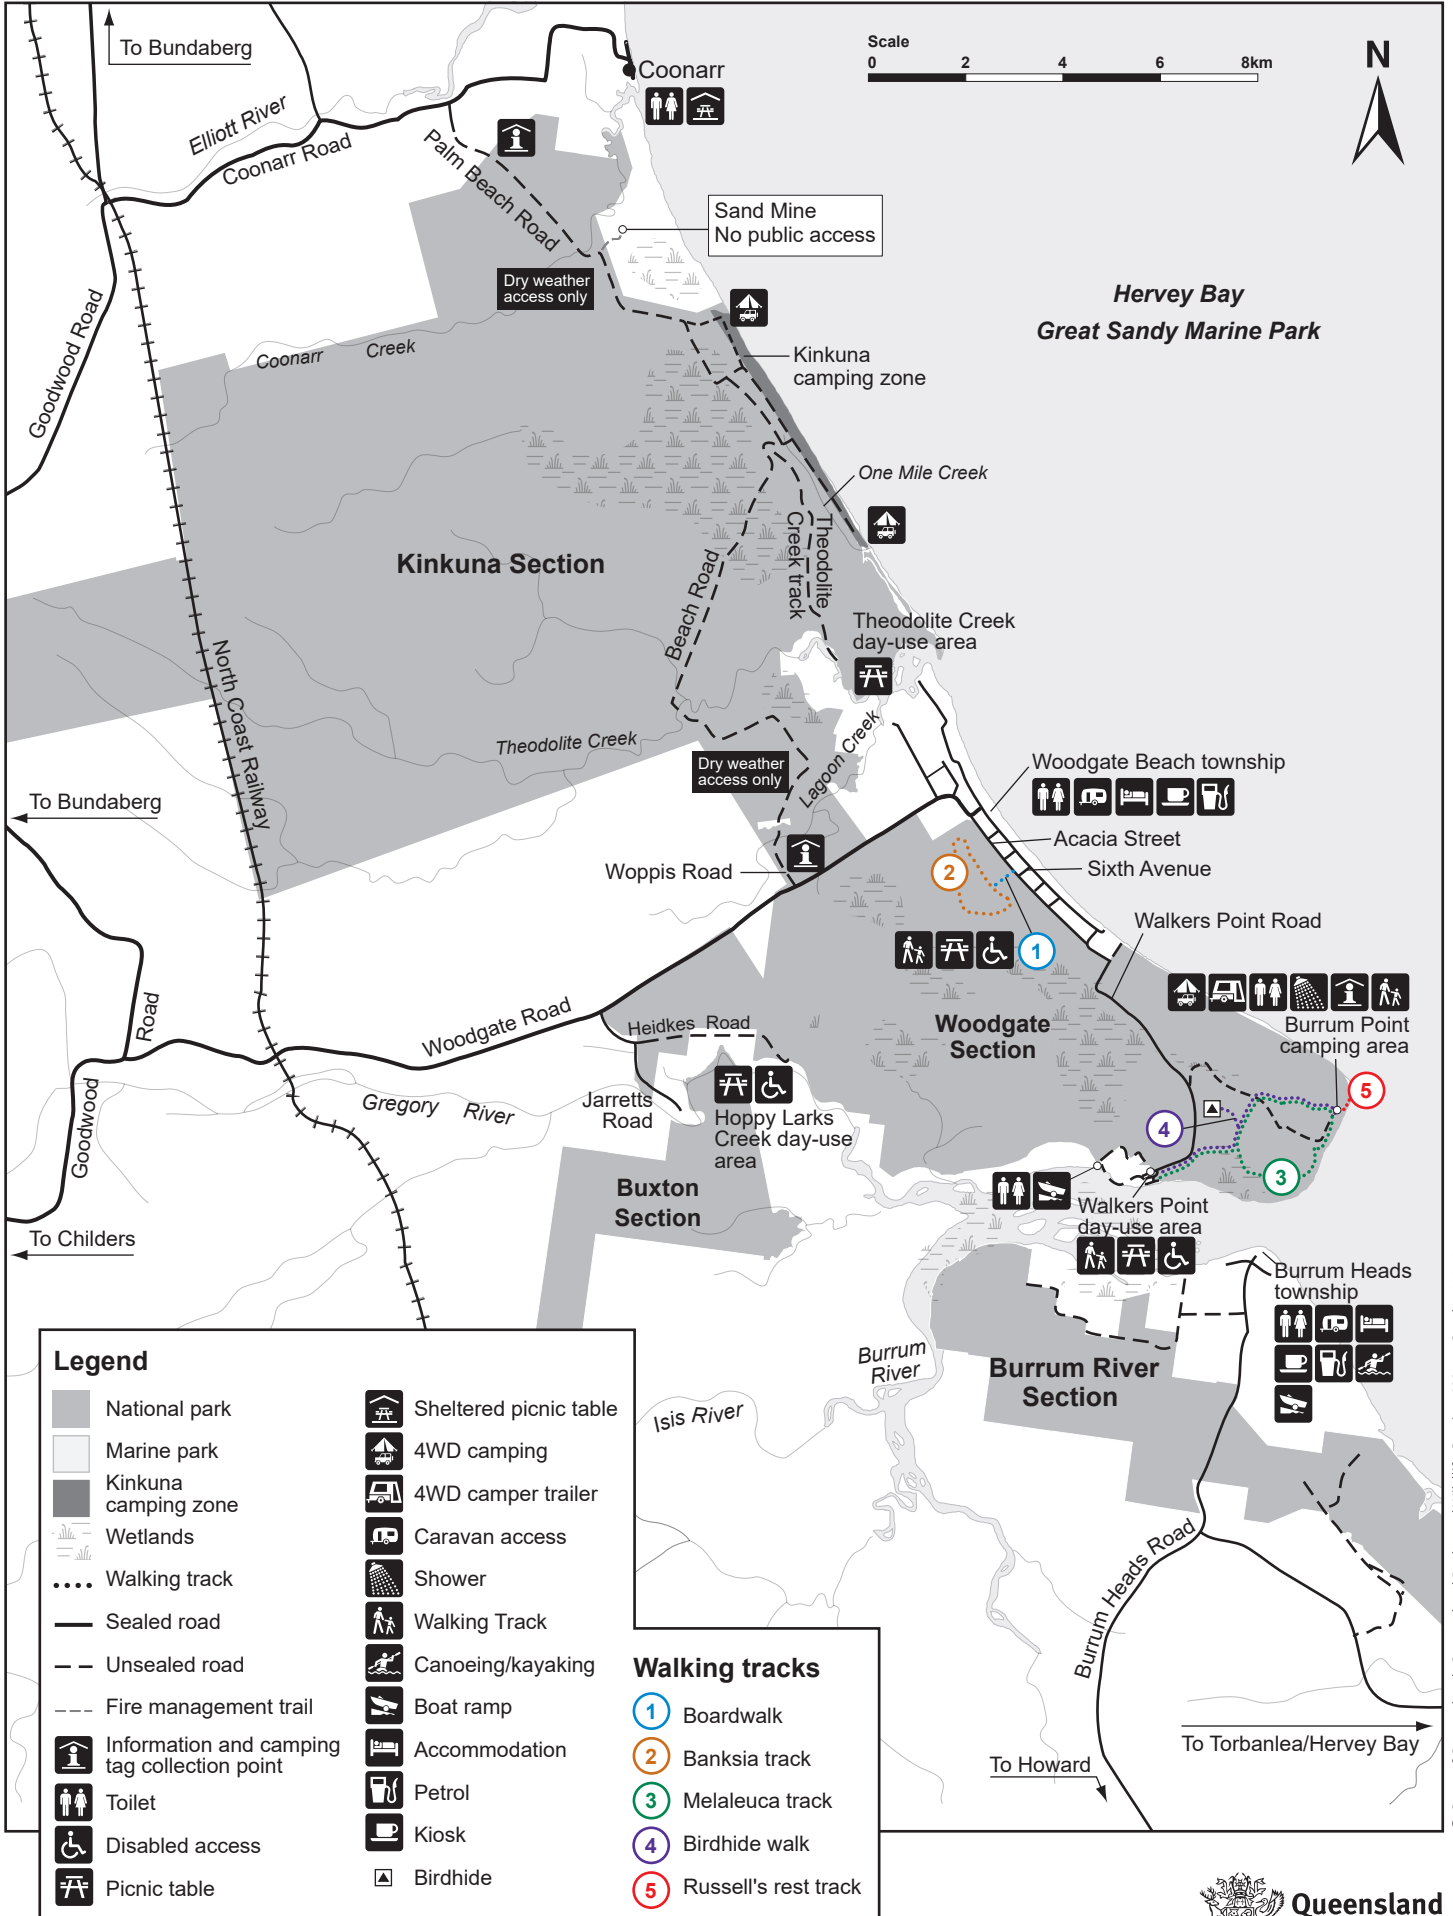 To Bundaberg
Coonarr
Scale
0 2 4 6 8km
N
Elliott River
Coonarr Road
Palm Beach Road
Sand Mine
No public access
Dry weather
access only
Hervey Bay
Great Sandy Marine Park
Goodwood Road
Coonarr Creek
Kinkuna
camping zone
One Mile Creek
Theodolite
Creek track
Kinkuna Section
Beach Road
Theodolite Creek
day-use area
North Coast Railway
Theodolite Creek
Lagoon Creek
Dry weather
access only
Woodgate Beach township
To Bundaberg
Acacia Street
Sixth Avenue
Woppis Road
2
1
Walkers Point Road
Road
Goodwood
Woodgate Road
Heidkes Road
Woodgate
Section
Burrum Point
camping area
5
Gregory River
Jarretts
Road
Hoppy Larks
Creek day-use
area
4
3
Buxton
Section
Walkers Point
day-use area
To Childers
Burrum Heads
township
Burrum
River
Burrum River
Section
Isis River
Burrum Heads Road
To Howard
To Torbanlea/Hervey Bay
Legend
National park
Marine park
Kinkuna
camping zone
Wetlands
Walking track
Sealed road
Unsealed road
Fire management trail
Information and camping
tag collection point
Toilet
Disabled access
Picnic table
Sheltered picnic table
4WD camping
4WD camper trailer
Caravan access
Shower
Walking Track
Canoeing/kayaking
Boat ramp
Accommodation
Petrol
Kiosk
Birdhide
Walking tracks
1 Boardwalk
2 Banksia track
3 Melaleuca track
4 Birdhide walk
5 Russell's rest track
Queensland